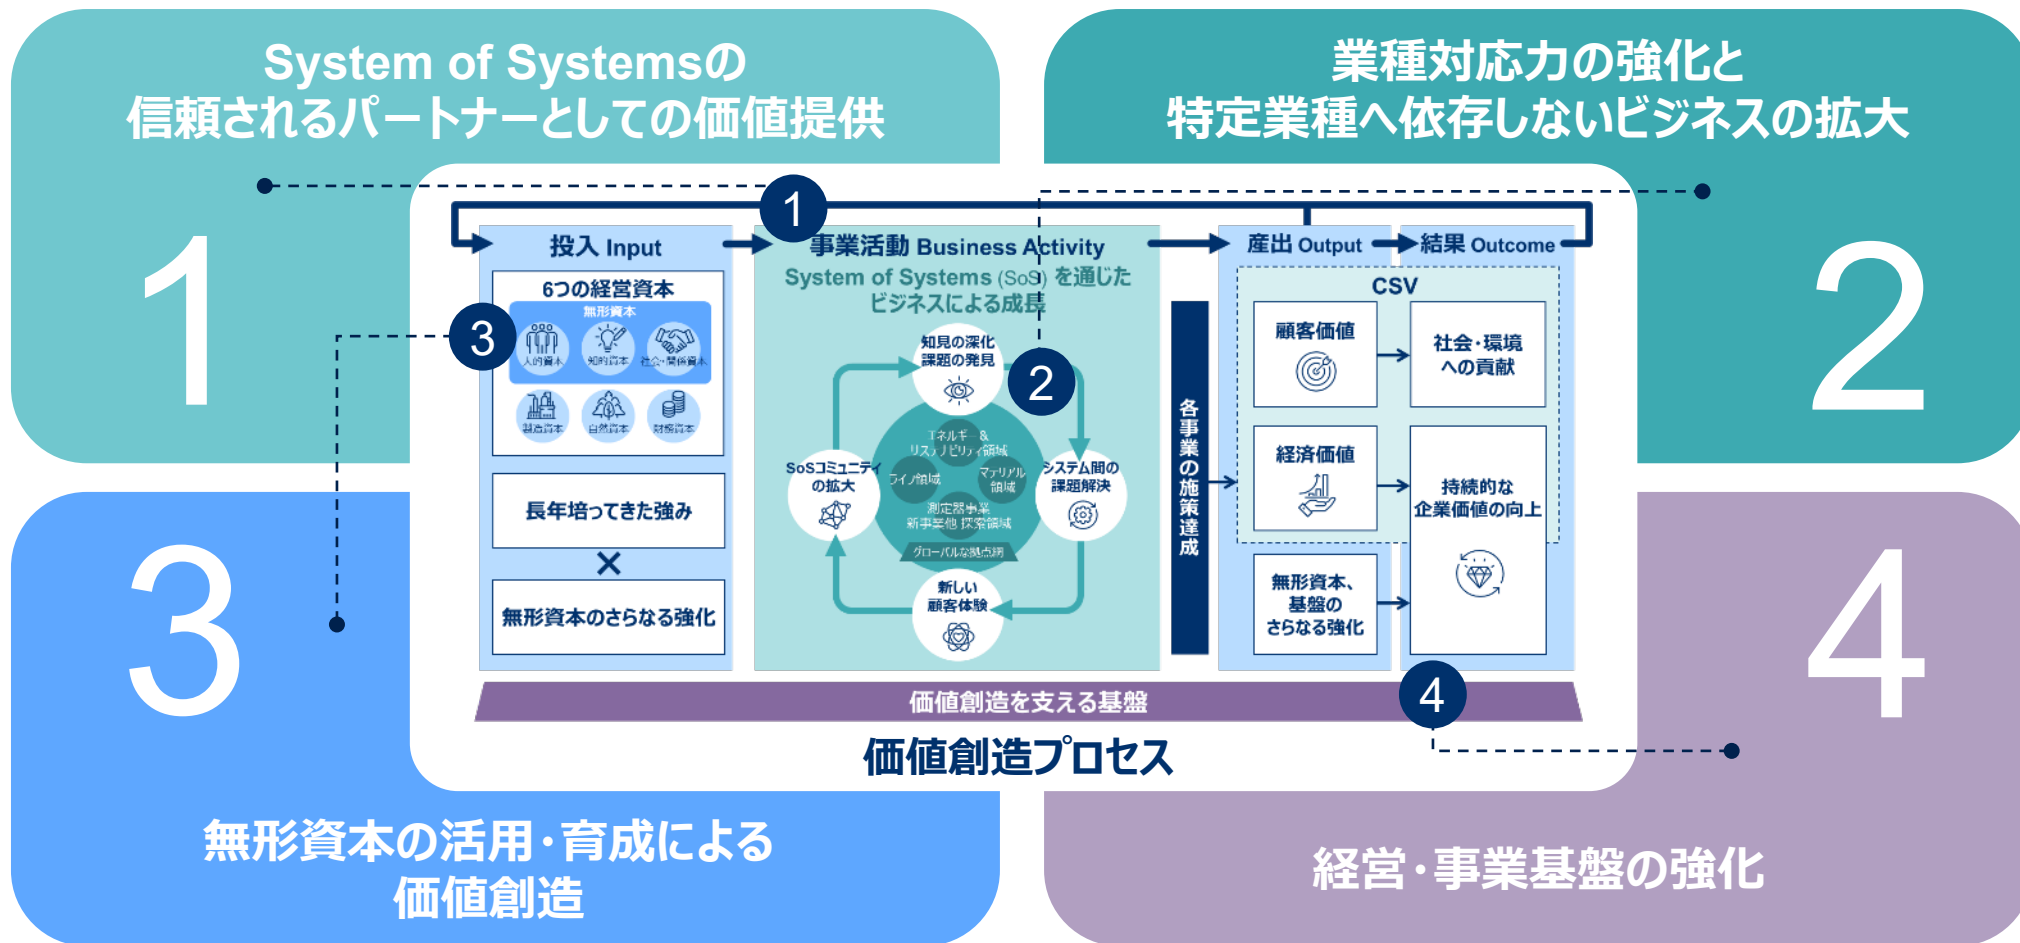 System of Systemsの
信頼されるパートナーとしての価値提供
1
業種対応力の強化と
特定業種へ依存しないビジネスの拡大
2
3
無形資本の活用・育成による
価値創造
4
経営・事業基盤の強化
1
2
3
4
投入 Input
6つの経営資本
無形資本
人的資本
知的資本
社会・関係資本
製造資本
自然資本
財務資本
長年培ってきた強み
×
無形資本のさらなる強化
事業活動 Business Activity
System of Systems (SoS) を通じた
ビジネスによる成長
知見の深化
課題の発見
システム間の
課題解決
新しい
顧客体験
SoSコミュニティ
の拡大
エネルギー &
領域
ライフ領域
マテリアル
領域
測定器事業
新事業他 探索領域
グローバルな拠点網
各事業の施策達成
産出 Output
結果 Outcome
CSV
顧客価値
社会・環境
への貢献
経済価値
持続的な
企業価値の向上
無形資本、
基盤の
さらなる強化
価値創造を支える基盤
価値創造プロセス